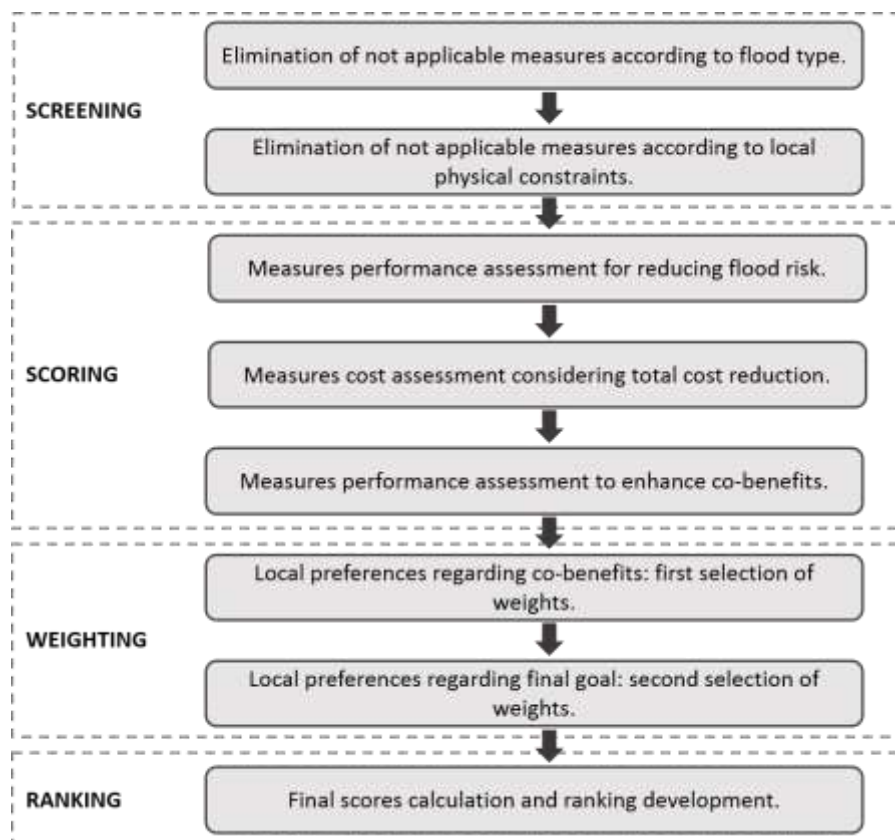 SCREENING
Elimination of not applicable measures according to flood type.
Elimination of not applicable measures according to local
physical constraints.
SCORING
Measures performance assessment for reducing flood risk.
Measures cost assessment considering total cost reduction.
Measures performance assessment to enhance co-benefits.
WEIGHTING
Local preferences regarding co-benefits: first selection of
weights.
Local preferences regarding final goal: second selection of
weights.
RANKING
Final scores calculation and ranking development.